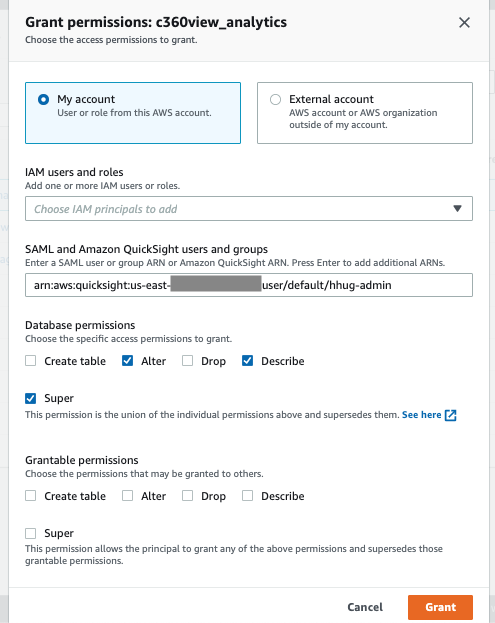 Grant permissions: c360view_analytics
Choose the access permissions to grant.
My account
User or role from this AWS account.
External account
AWS account or AWS organization
outside of my account.
IAM users and roles
Add one or more IAM users or roles.
Choose IAM principals to add
SAML and Amazon QuickSight users and groups
Enter a SAML user or group ARN or Amazon QuickSight ARN. Press Enter to add additional ARNs.
arn:aws:quicksight:us-east- user/default/hhug-admin
Database permissions
Choose the specific access permissions to grant.
Create table Alter Drop Describe
Super
This permission is the union of the individual permissions above and supersedes them. See here
Grantable permissions
Choose the permissions that may be granted to others.
Create table Alter Drop Describe
Super
This permission allows the principal to grant any of the above permissions and supersedes those
grantable permissions.
Cancel Grant